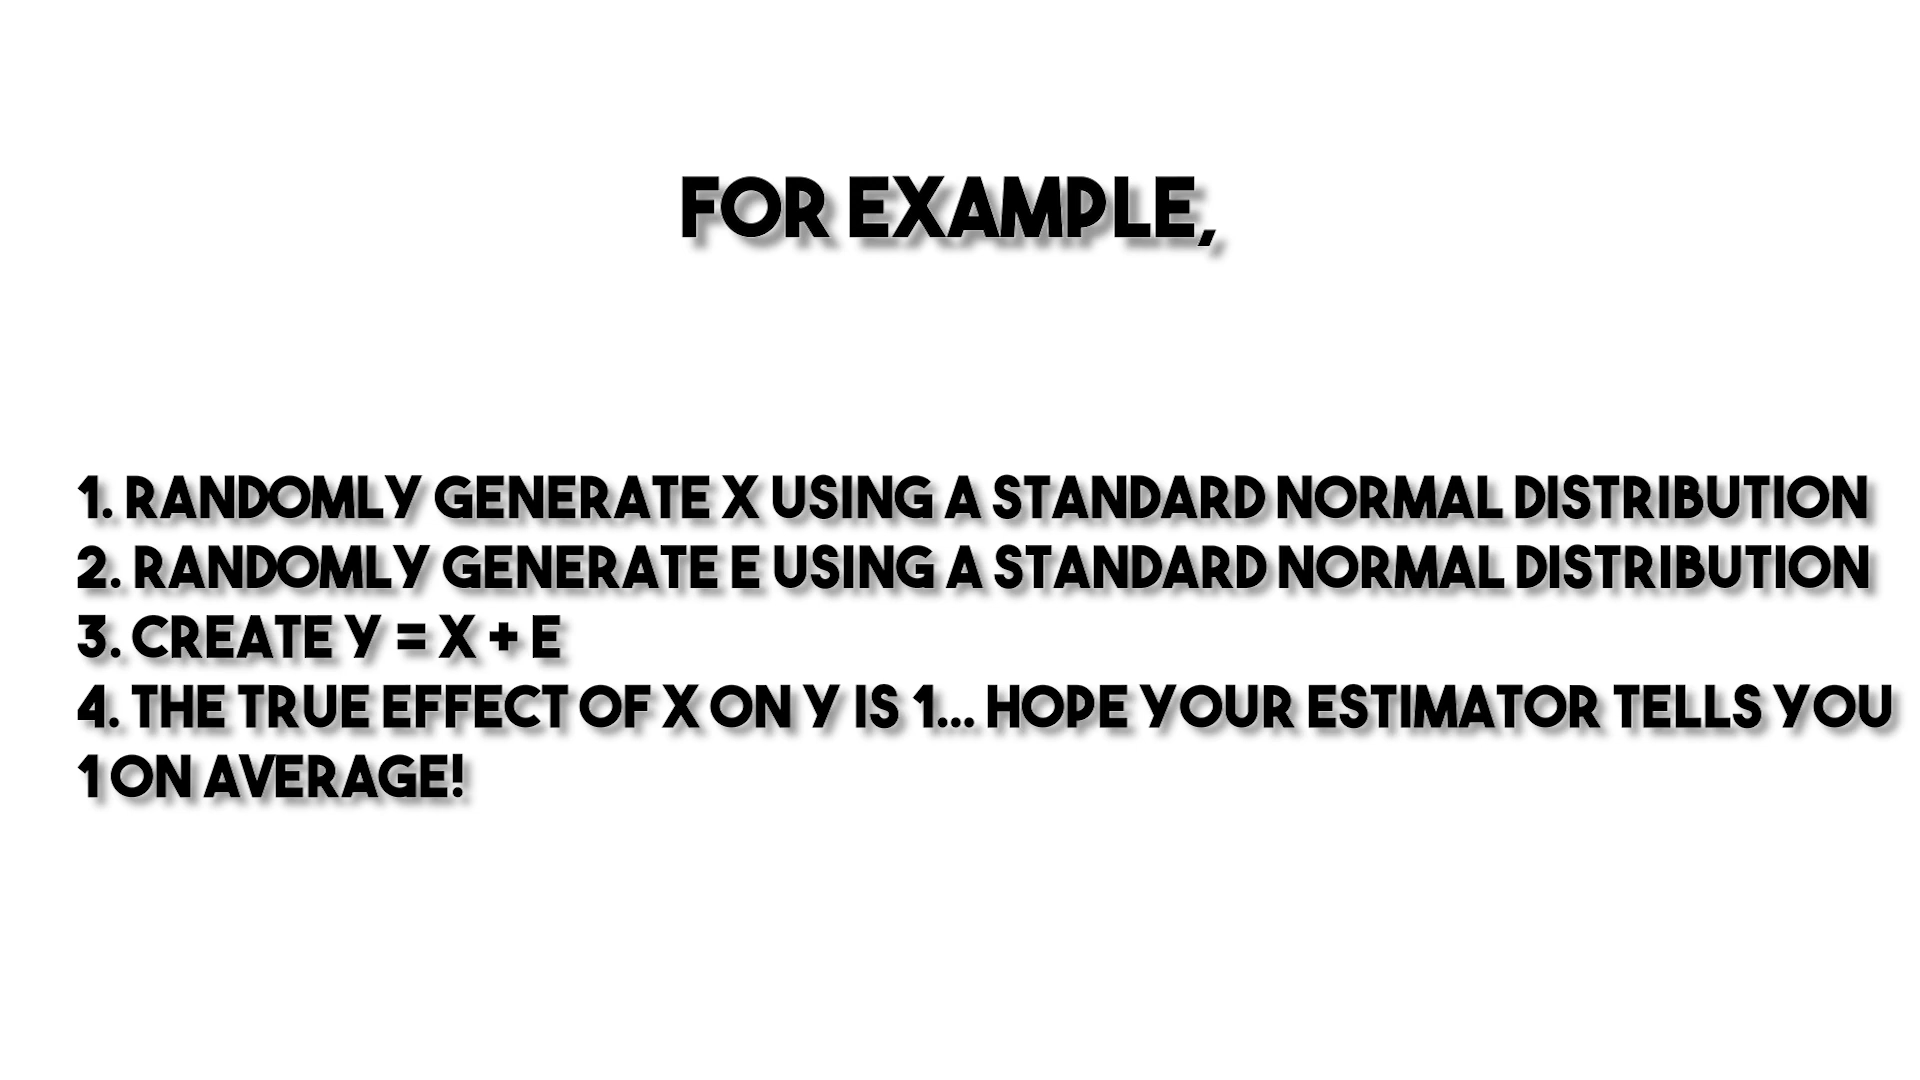 FOR EXAMPLE,
1. RANDOMLY GENERATE X USING A STANDARD NORMAL DISTRIBUTION
2. RANDOMLY GENERATE E USING A STANDARD NORMAL DISTRIBUTION
3. CREATE Y = X + E
4. THE TRUE EFFECT OF X ON Y IS 1... HOPE YOUR ESTIMATOR TELLS YOU
1 ON AVERAGE!